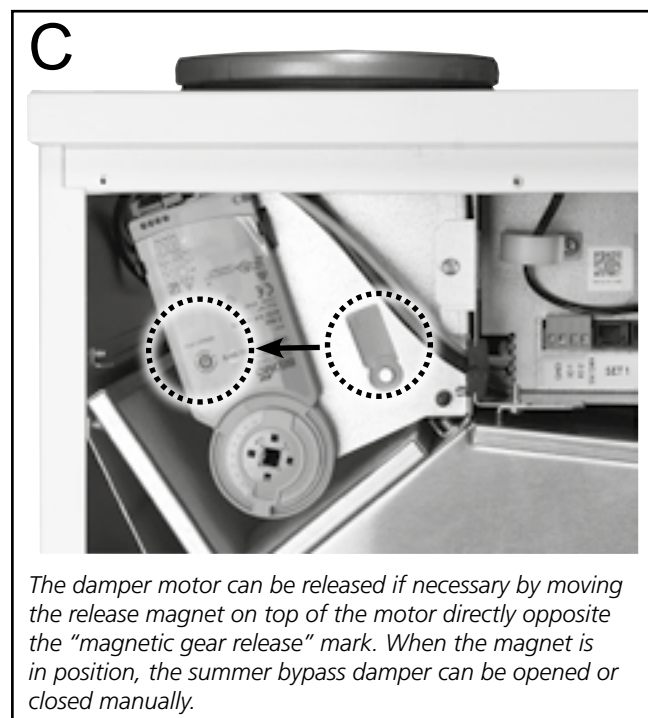 C
SET 1
The damper motor can be released if necessary by moving
the release magnet on top of the motor directly opposite
the “magnetic gear release” mark. When the magnet is
in position, the summer bypass damper can be opened or
closed manually.